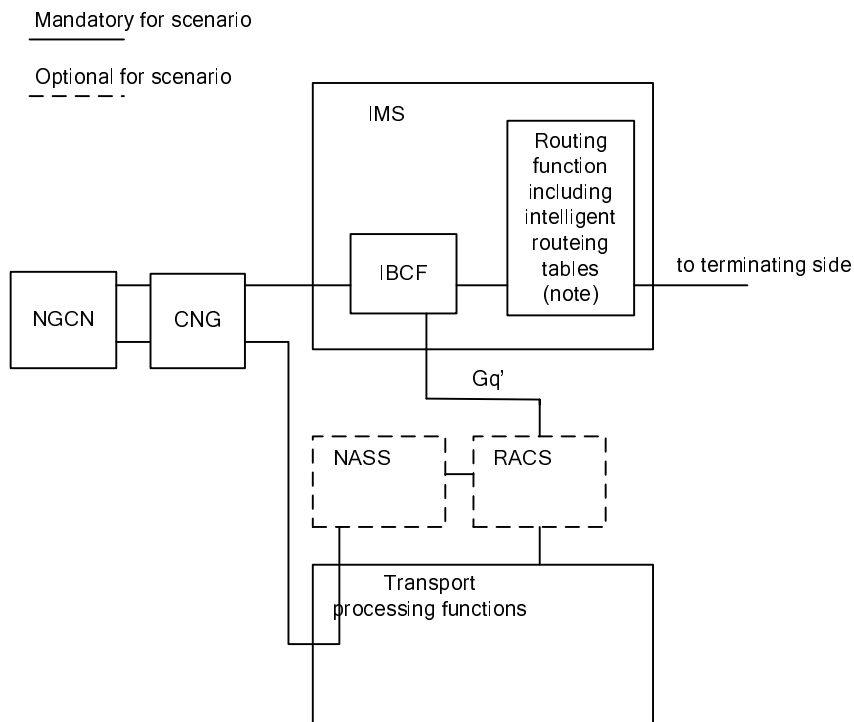 Mandatory for scenario
Optional for scenario
IMS
Routing
function
including
intelligent
routeing
tables
(note)
to terminating side
IBCF
NGCN
CNG
Gq'
NASS
RACS
Transport
processing functions